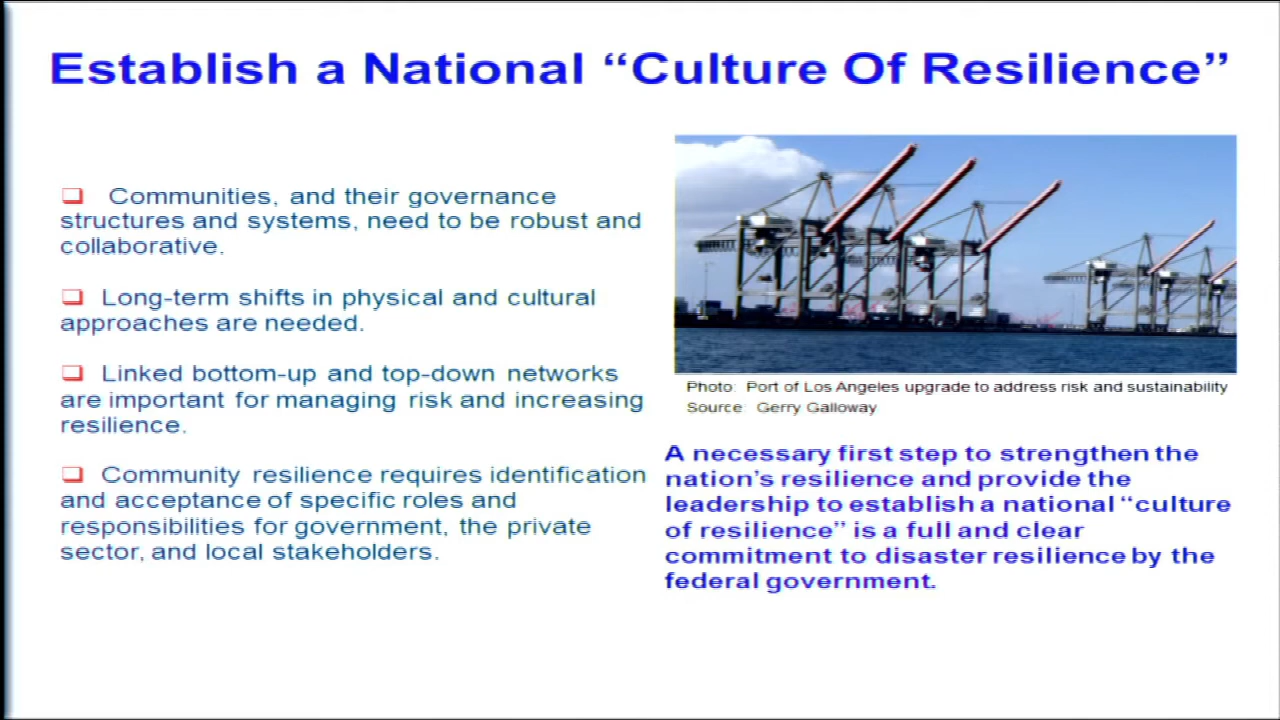 Establish a National “Culture Of Resilience”
Communities, and their governance
structures and systems, need to be robust and
collaborative.
Long-term shifts in physical and cultural
approaches are needed.
Linked bottom-up and top-down networks
are important for managing risk and increasing
resilience.
Community resilience requires identification
and acceptance of specific roles and
responsibilities for government, the private
sector, and local stakeholders.
Photo: Port of Los Angeles upgrade to address risk and sustainability
Source: Gerry Galloway
A necessary first step to strengthen the
nation’s resilience and provide the
leadership to establish a national “culture
of resilience” is a full and clear
commitment to disaster resilience by the
federal government.